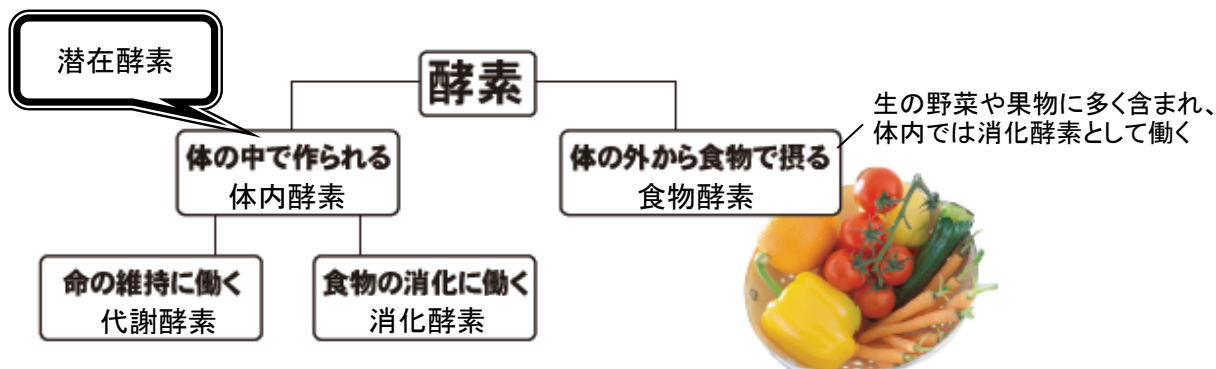 潜在酵素
酵素
生の野菜や果物に多く含まれ、
体内では消化酵素として働く
体の中で作られる
体内酵素
体の外から食物で摂る
食物酵素
命の維持に働く
代謝酵素
食物の消化に働く
消化酵素